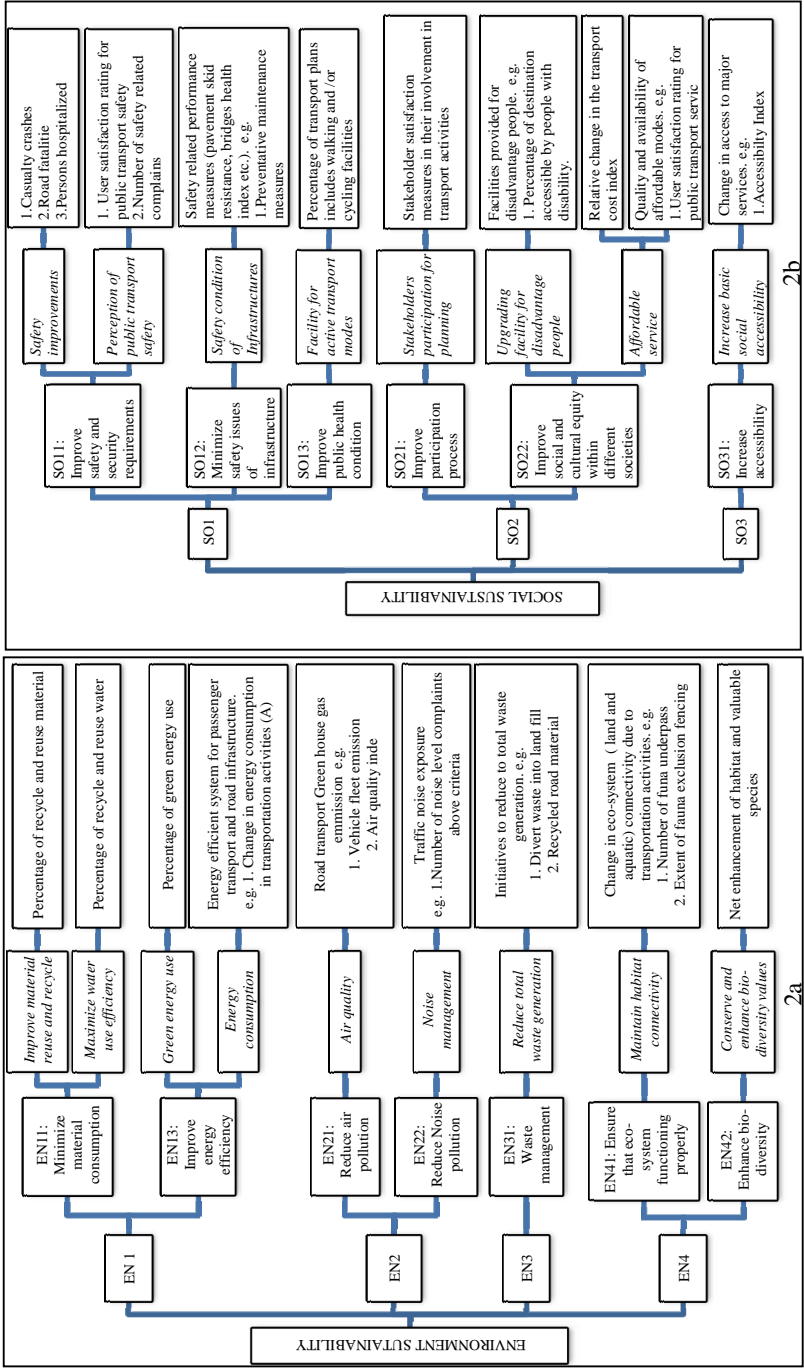 ENVIRONMENT SUTAINABILITY
EN 1
EN2
EN3
EN4
EN11:
Minimize
material
consumption
EN13:
Improve
energy
efficiency
EN21:
Reduce air
pollution
EN22:
Reduce Noise
pollution
EN31:
Waste
management
EN41: Ensure
that eco-
system
functioning
properly
EN42:
Enhance bio-
diversity
Improve material
reuse and recycle
Maximize water
use efficiency
Green energy use
Energy
consumption
Air quality
Noise
management
Reduce total
waste generation
Maintain habitat
connectivity
Conserve and
enhance bio-
diversity values
Percentage of recycle and reuse material
Percentage of recycle and reuse water
Percentage of green energy use
Energy efficient system for passenger
transport and road infrastructure.
e.g. 1. Change in energy consumption
in transportation activities (A)
Road transport Green house gas
emmission e.g.
1. Vehicle fleet emission
2. Air quality inde
Traffic noise exposure
e.g. 1.Number of noise level complaints
above criteria
Initiatives to reduce to total waste
generation. e.g.
1. Divert waste into land fill
2. Recycled road material
Change in eco-system ( land and
aquatic) connectivity due to
transportation activities. e.g.
1. Number of funa underpass
2. Extent of fauna exclusion fencing
Net enhancement of habitat and valuable
species
2a
SOCIAL SUSTAINABILITY
SO1
SO2
SO3
SO11:
Improve
safety and
security
requirements
SO12:
Minimize
safety issues
of
infrastructure
SO13:
Improve
public health
condition
SO21:
Improve
participation
process
SO22:
Improve
social and
cultural equity
within
different
societies
SO31:
Increase
accessibility
Safety
improvements
Perception of
public transport
safety
Safety condition
of
Infrastructures
Facility for
active transport
modes
Stakeholders
participation for
planning
Upgrading
facility for
disadvantage
people
Affordable
service
Increase basic
social
accessibility
1. Casualty crashes
2.Road fatalitie
3.Persons hospitalized
1. User satisfaction rating for
public transport safety
2.Number of safety related
complains
Safety related performance
measures (pavement skid
resistance, bridges health
index etc.). e.g.
1.Preventative maintenance
measures
Percentage of transport plans
includes walking and /or
cycling facilities
Stakeholder satisfaction
measures in their involvement in
transport activities
Facilities provided for
disadvantage people. e.g.
1. Percentage of destination
accessible by people with
disability.
Relative change in the transport
cost index
Quality and availability of
affordable modes. e.g.
1. User satisfaction rating for
public transport servic
Change in access to major
services. e.g.
1. Accessibilty Index
2b